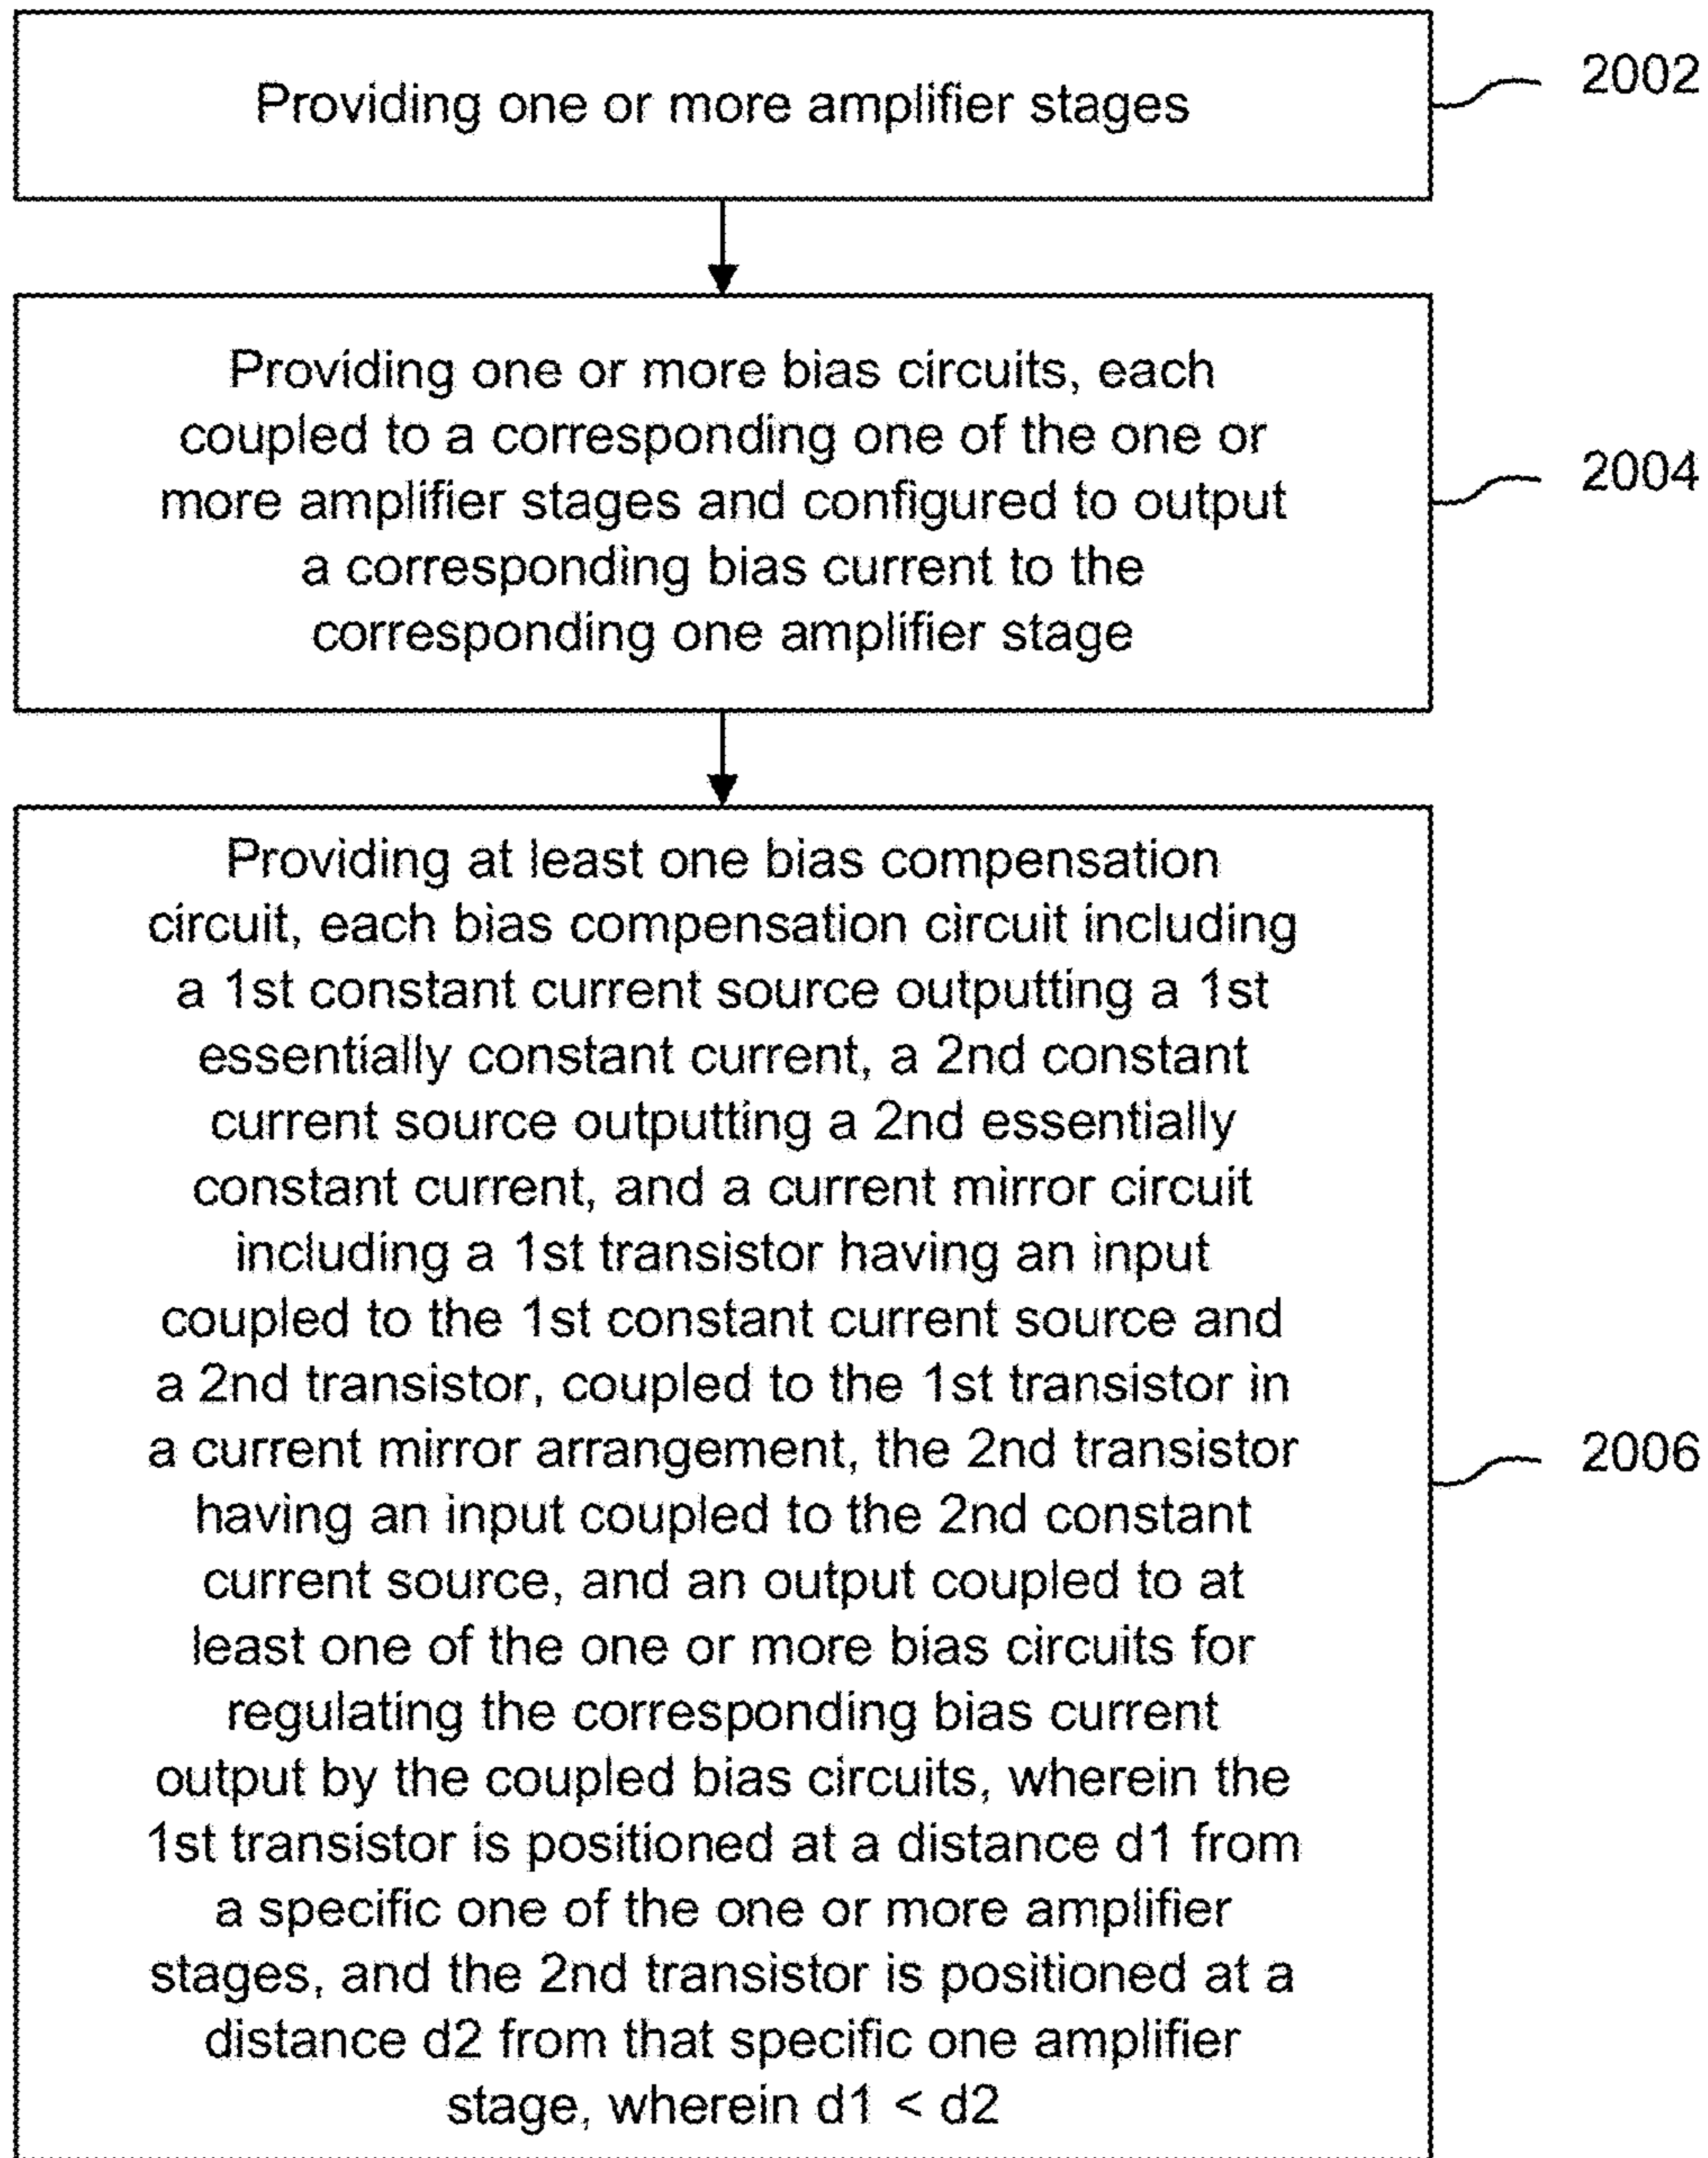 Providing one or more amplifier stages
2002
Providing one or more bias circuits, each
coupled to a corresponding one of the one or
more amplifier stages and configured to output
a corresponding bias current to the
corresponding one amplifier stage
2004
Providing at least one bias compensation
circuit, each bias compensation circuit including
a 1st constant current source outputting a 1st
essentially constant current, a 2nd constant
current source outputting a 2nd essentially
constant current, and a current mirror circuit
including a 1st transistor having an input
coupled to the 1st constant current source and
a 2nd transistor, coupled to the 1st transistor in
a current mirror arrangement, the 2nd transistor
having an input coupled to the 2nd constant
current source, and an output coupled to at
least one of the one or more bias circuits for
regulating the corresponding bias current
output by the coupled bias circuits, wherein the
1st transistor is positioned at a distance d1 from
a specific one of the one or more amplifier
stages, and the 2nd transistor is positioned at a
distance d2 from that specific one amplifier
stage, wherein d1 < d2
2006